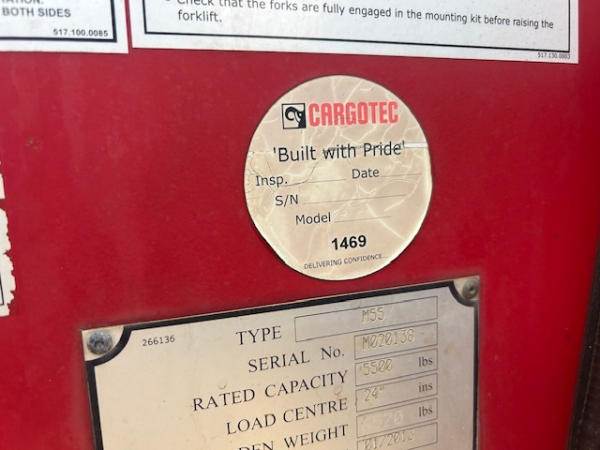 BOTH SIDES
517.100.0085
Check that the forks are fully engaged in the mounting kit before raising the
forklift.
CARGOTEC
'Built with Pride'
Insp. Date
S/N
Model
1469
DELIVERING CONFIDENCE
266136
TYPE M55
SERIAL No. M020138
RATED CAPACITY 5500 lbs
LOAD CENTRE 24" ins
WEIGHT lbs